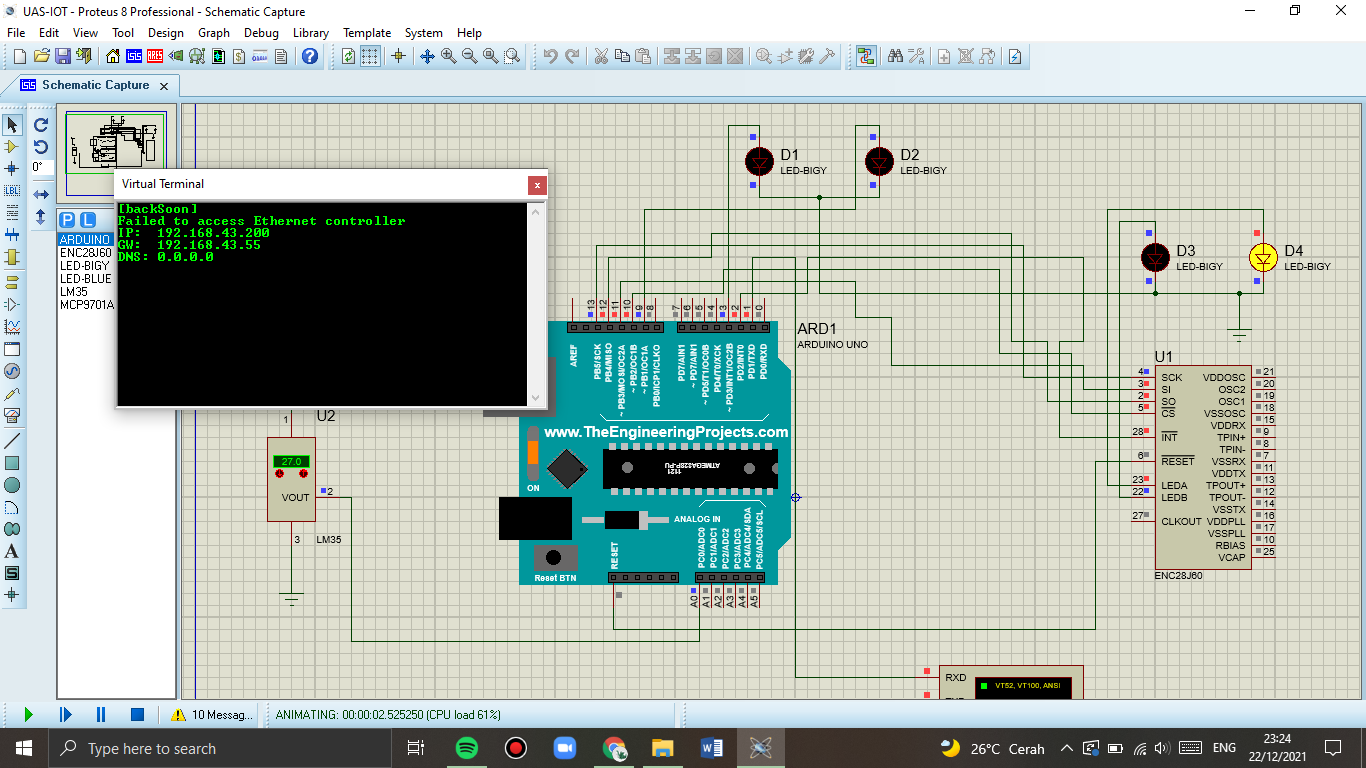 UAS-IOT - Proteus 8 Professional - Schematic Capture
File Edit View Tool Design Graph Debug Library Template System Help
Schematic Capture
0°
LBL
P L
ARDUINO
ENC28J60
LED-BIGY
LED-BLUE
LM35
MCP9701A
Virtual Terminal
[backSoon]
Failed to access Ethernet controller
IP: 192.168.43.200
GW: 192.168.43.55
DNS: 0.0.0.0
D1
LED-BIGY
D2
LED-BIGY
D3
LED-BIGY
D4
LED-BIGY
ARD1
ARDUINO UNO
13 12 11 10 9 8 7 6 5 4 3 2 1 0
AREF
PB5/SCK
PB4/MISO
~ PB3/MOSI/OC2A
~ PB2/OC1B
~ PB1/OC1A
PB0/ICP1/CLKO
PD7/AIN1
~ PD7/AIN1
~ PD5/T1/OC0B
PD4/T0/XCK
~ PD3/INT1/OC2B
PD2/INT0
PD1/TXD
PD0/RXD
www.TheEngineeringProjects.com
1121
ATMEGA328P-PU
ON
ANALOG IN
RESET
PC0/ADC0
PC1/ADC1
PC2/ADC2
PC3/ADC3
PC4/ADC4/SDA
PC5/ADC5/SCL
Reset BTN
A0 A1 A2 A3 A4 A5
U2
1
27.0
VOUT
2
3
LM35
U1
4 SCK VDDOSC 21
3 SI OSC2 20
2 SO OSC1 19
5 CS VSSOSC 18
VDDRX 15
28 INT TPIN+ 9
TPIN- 8
6 RESET VSSRX 7
VDDTX 11
23 LEDA TPOUT+ 13
22 LEDB TPOUT- 12
VSSTX 14
27 CLKOUT VDDPLL 16
VSSPLL 17
RBIAS 10
VCAP 25
ENC28J60
RXD
VT52, VT100, ANSI
10 Messag...
ANIMATING: 00:00:02.525250 (CPU load 61%)
Type here to search
26°C Cerah
ENG
23:24
22/12/2021